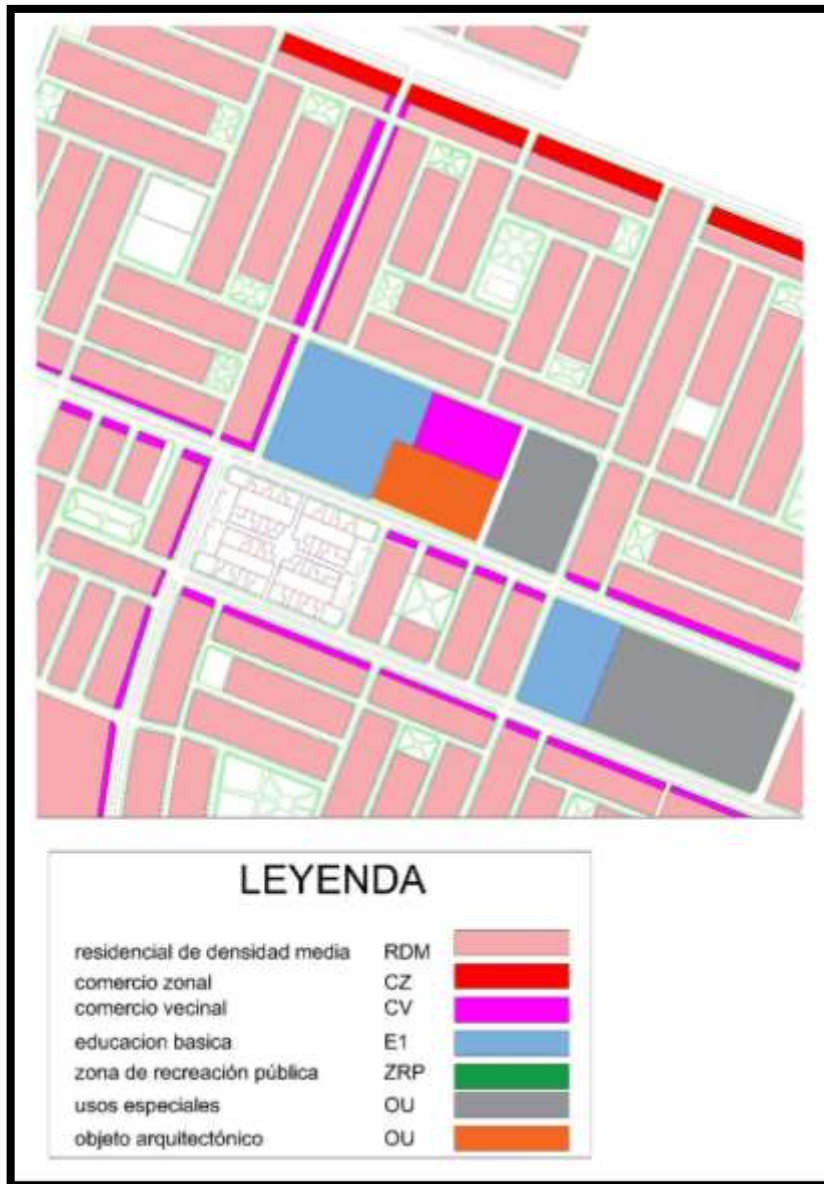 LEYENDA
residencial de densidad media RDM
comercio zonal CZ
comercio vecinal CV
educacion basica E1
zona de recreación pública ZRP
usos especiales OU
objeto arquitectónico OU